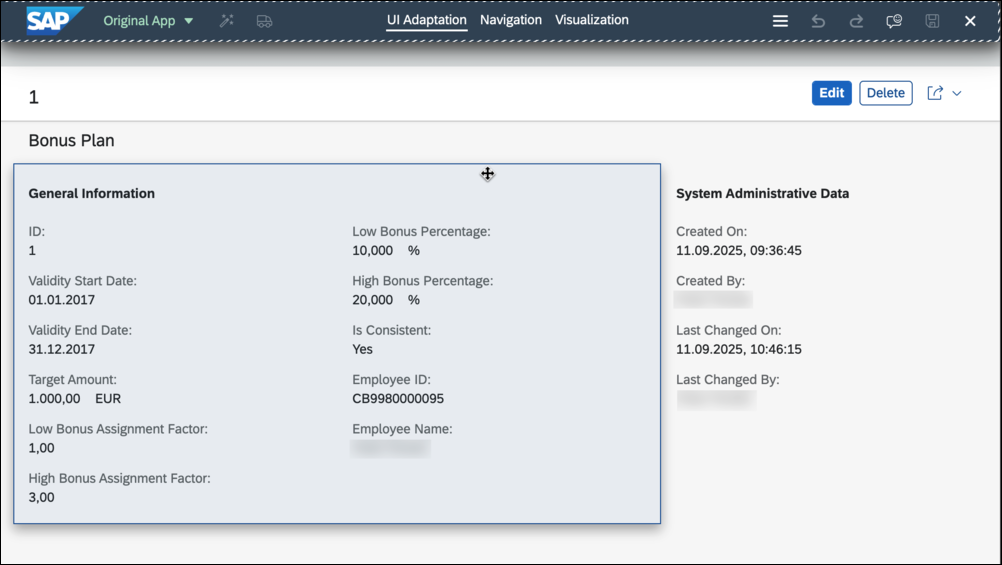 SAP Original App UI Adaptation Navigation Visualization
1
Edit Delete
Bonus Plan
General Information
ID:
1
Validity Start Date:
01.01.2017
Validity End Date:
31.12.2017
Target Amount:
1.000,00 EUR
Low Bonus Assignment Factor:
1,00
High Bonus Assignment Factor:
3,00
Low Bonus Percentage:
10,000 %
High Bonus Percentage:
20,000 %
Is Consistent:
Yes
Employee ID:
CB9980000095
Employee Name:
System Administrative Data
Created On:
11.09.2025, 09:36:45
Created By:
Last Changed On:
11.09.2025, 10:46:15
Last Changed By: